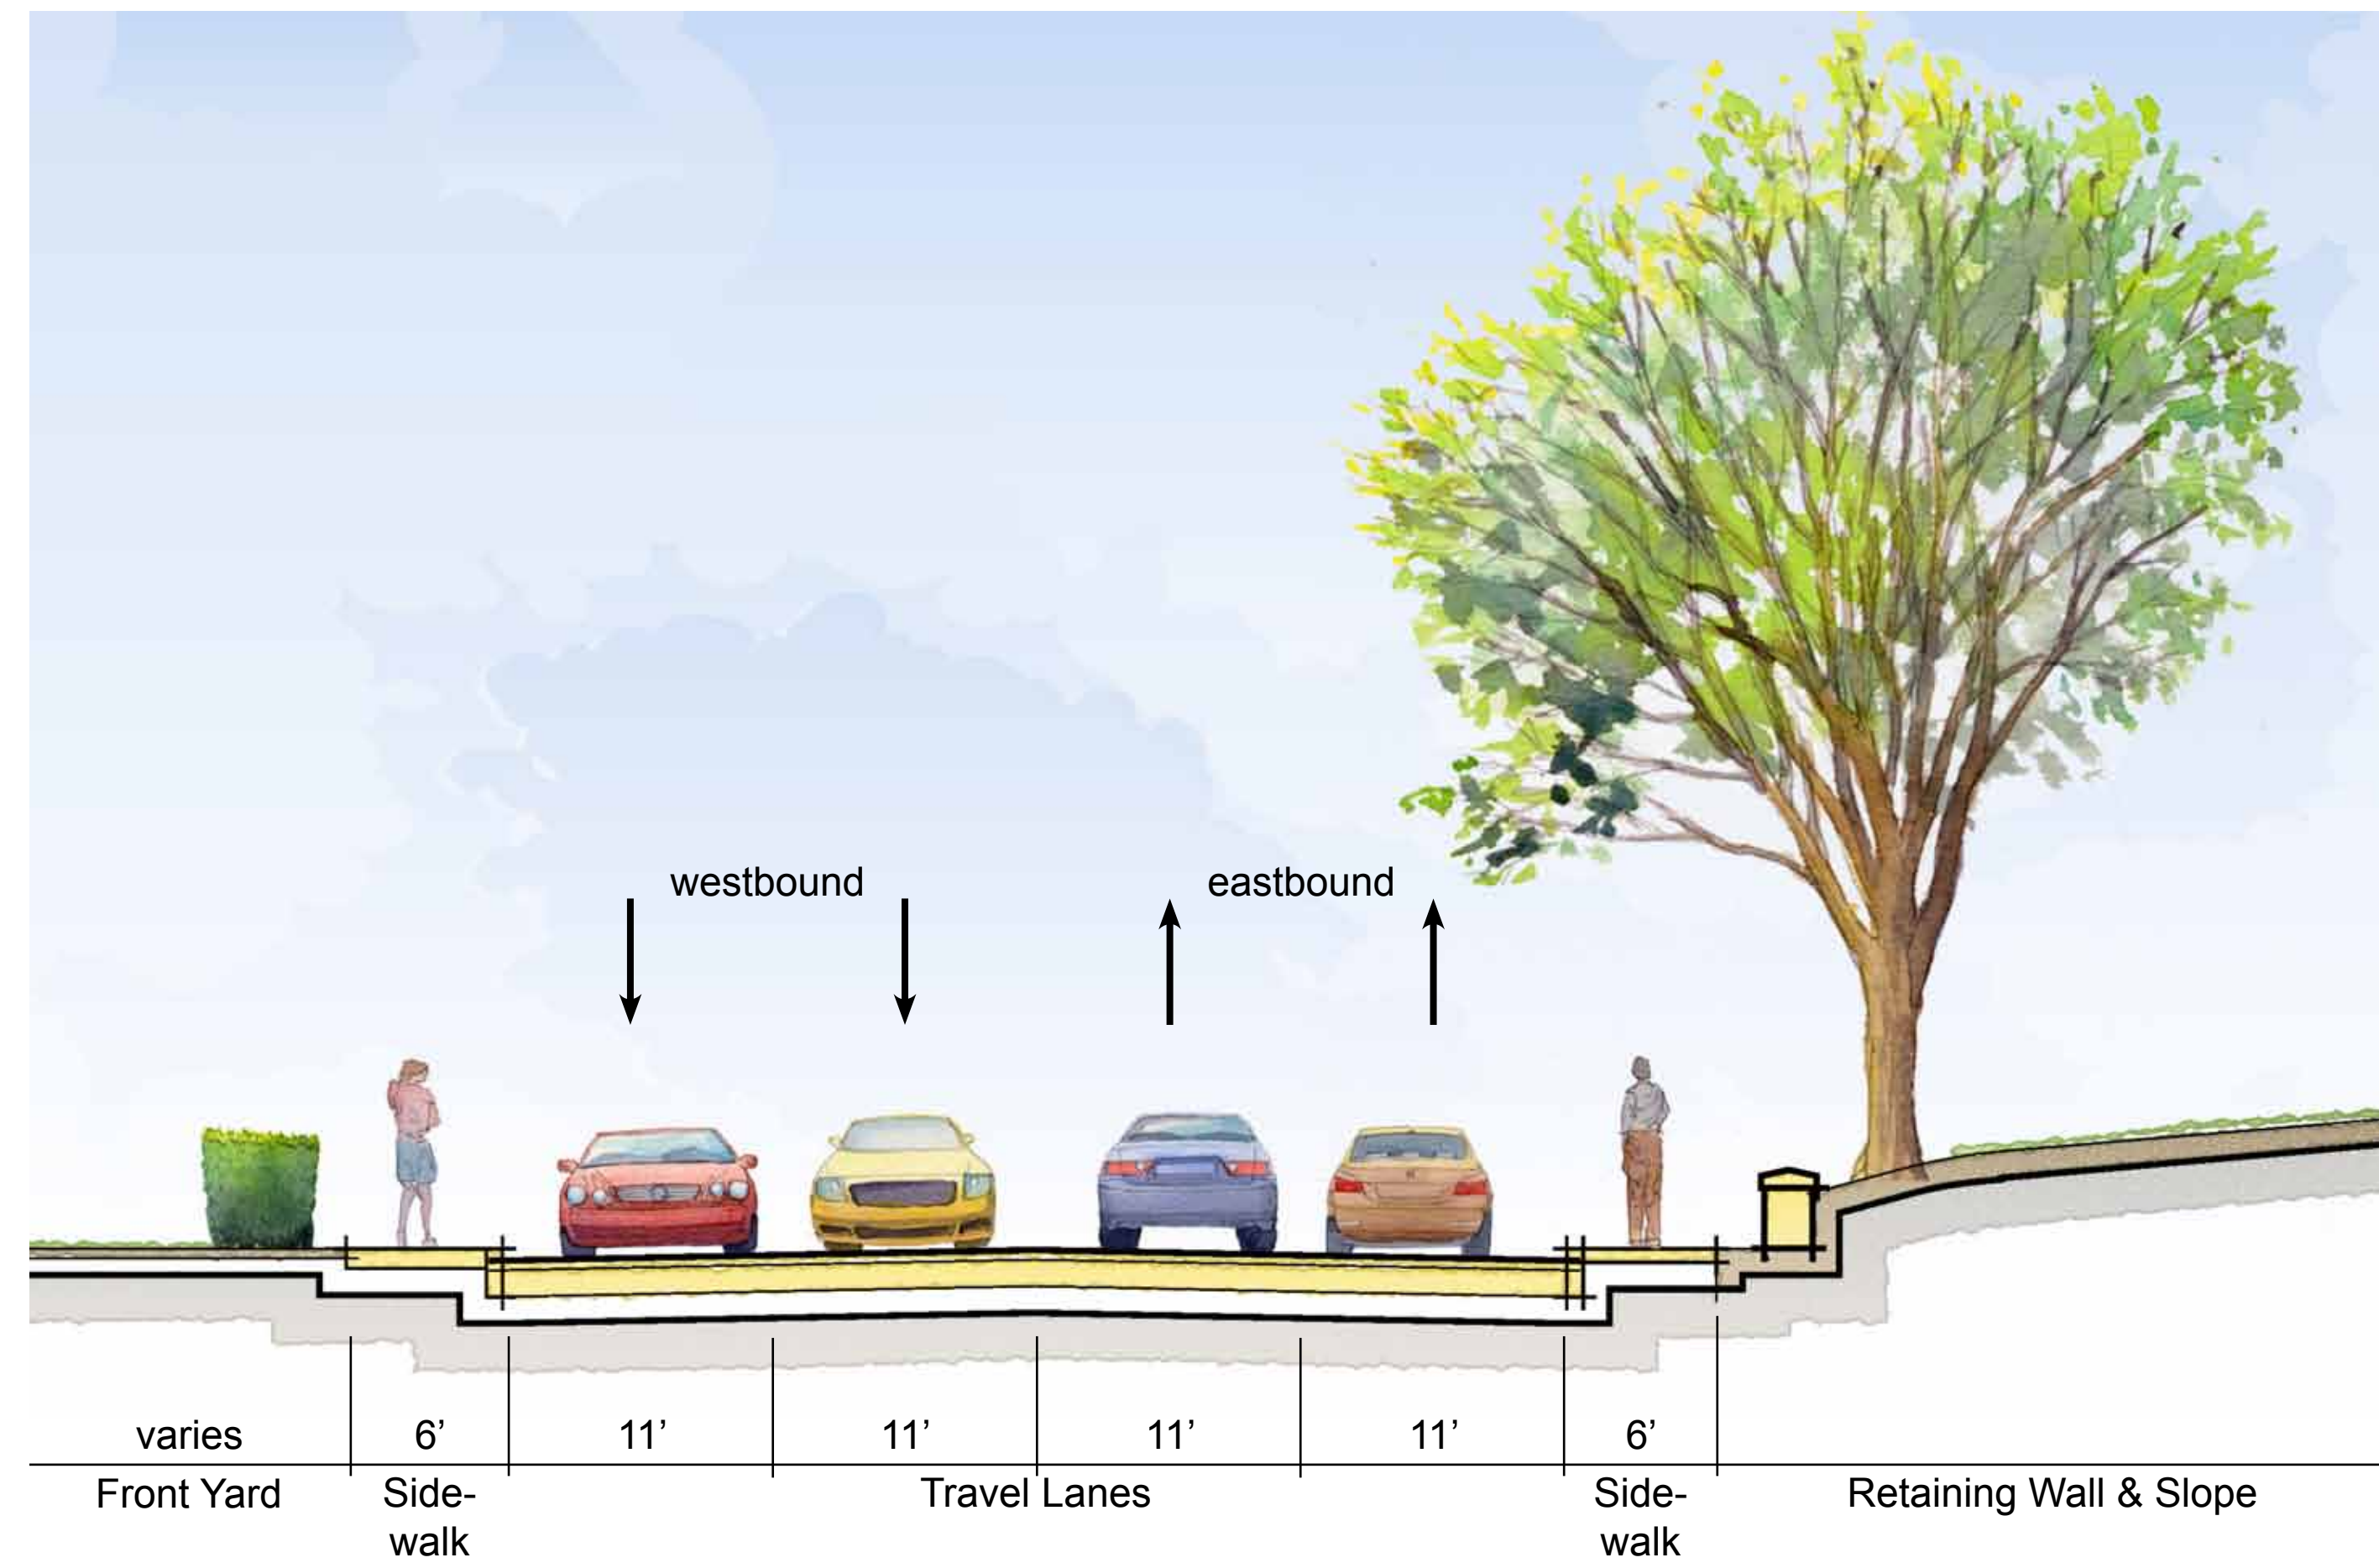 westbound
eastbound
varies
6’
11’
11’
11’
11’
6’
Front Yard
Side-
walk
Travel Lanes
Side-
walk
Retaining Wall & Slope